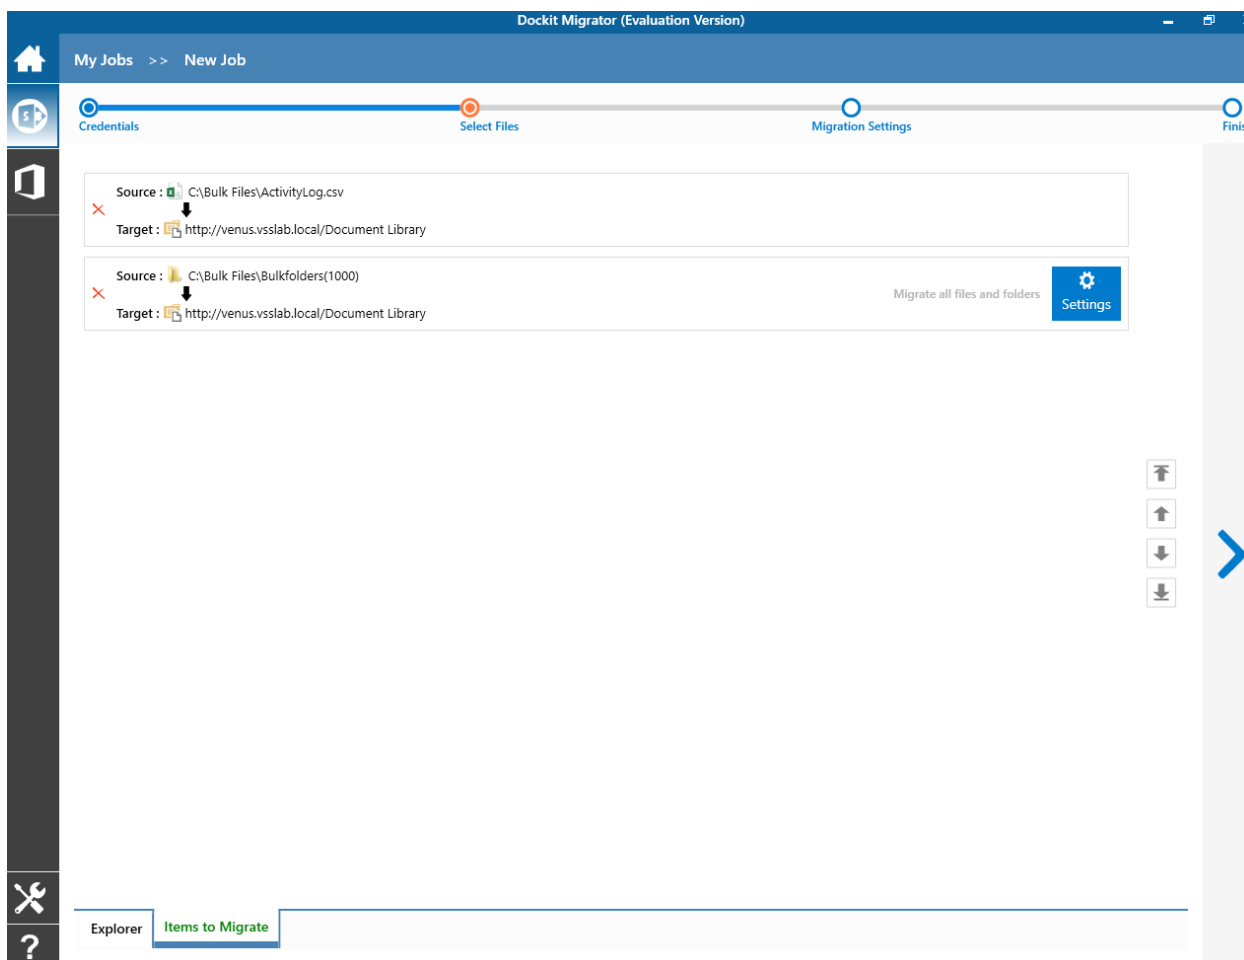 Dockit Migrator (Evaluation Version)
My Jobs >> New Job
Credentials
Select Files
Migration Settings
S
Source : C:\Bulk Files\ActivityLog.csv
Target : http://venus.vsslab.local/Document Library
Source : C:\Bulk Files\Bulkfolders(1000)
Target : http://venus.vsslab.local/Document Library
Migrate all files and folders
Settings
Explorer
Items to Migrate
?